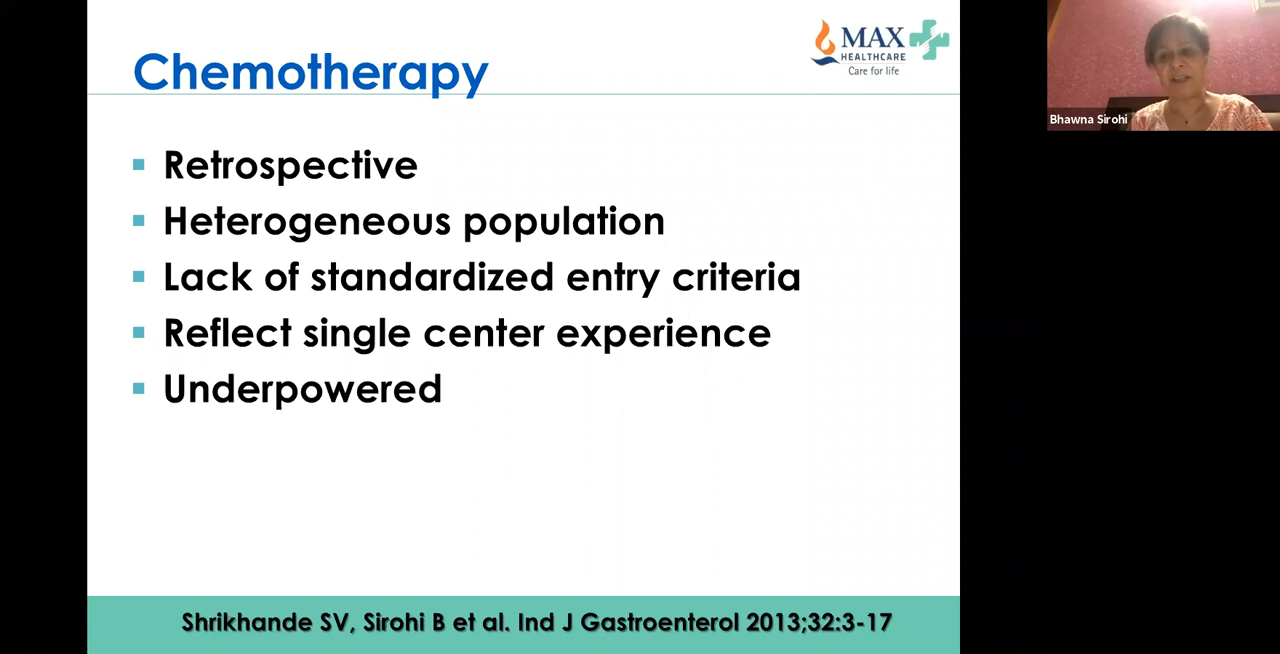 MAX
HEALTHCARE
Care for life
Chemotherapy
Bhawna Sirohi
Retrospective
Heterogeneous population
Lack of standardized entry criteria
Reflect single center experience
Underpowered
Shrikhande SV, Sirohi B et al. Ind J Gastroenterol 2013;32:3-17